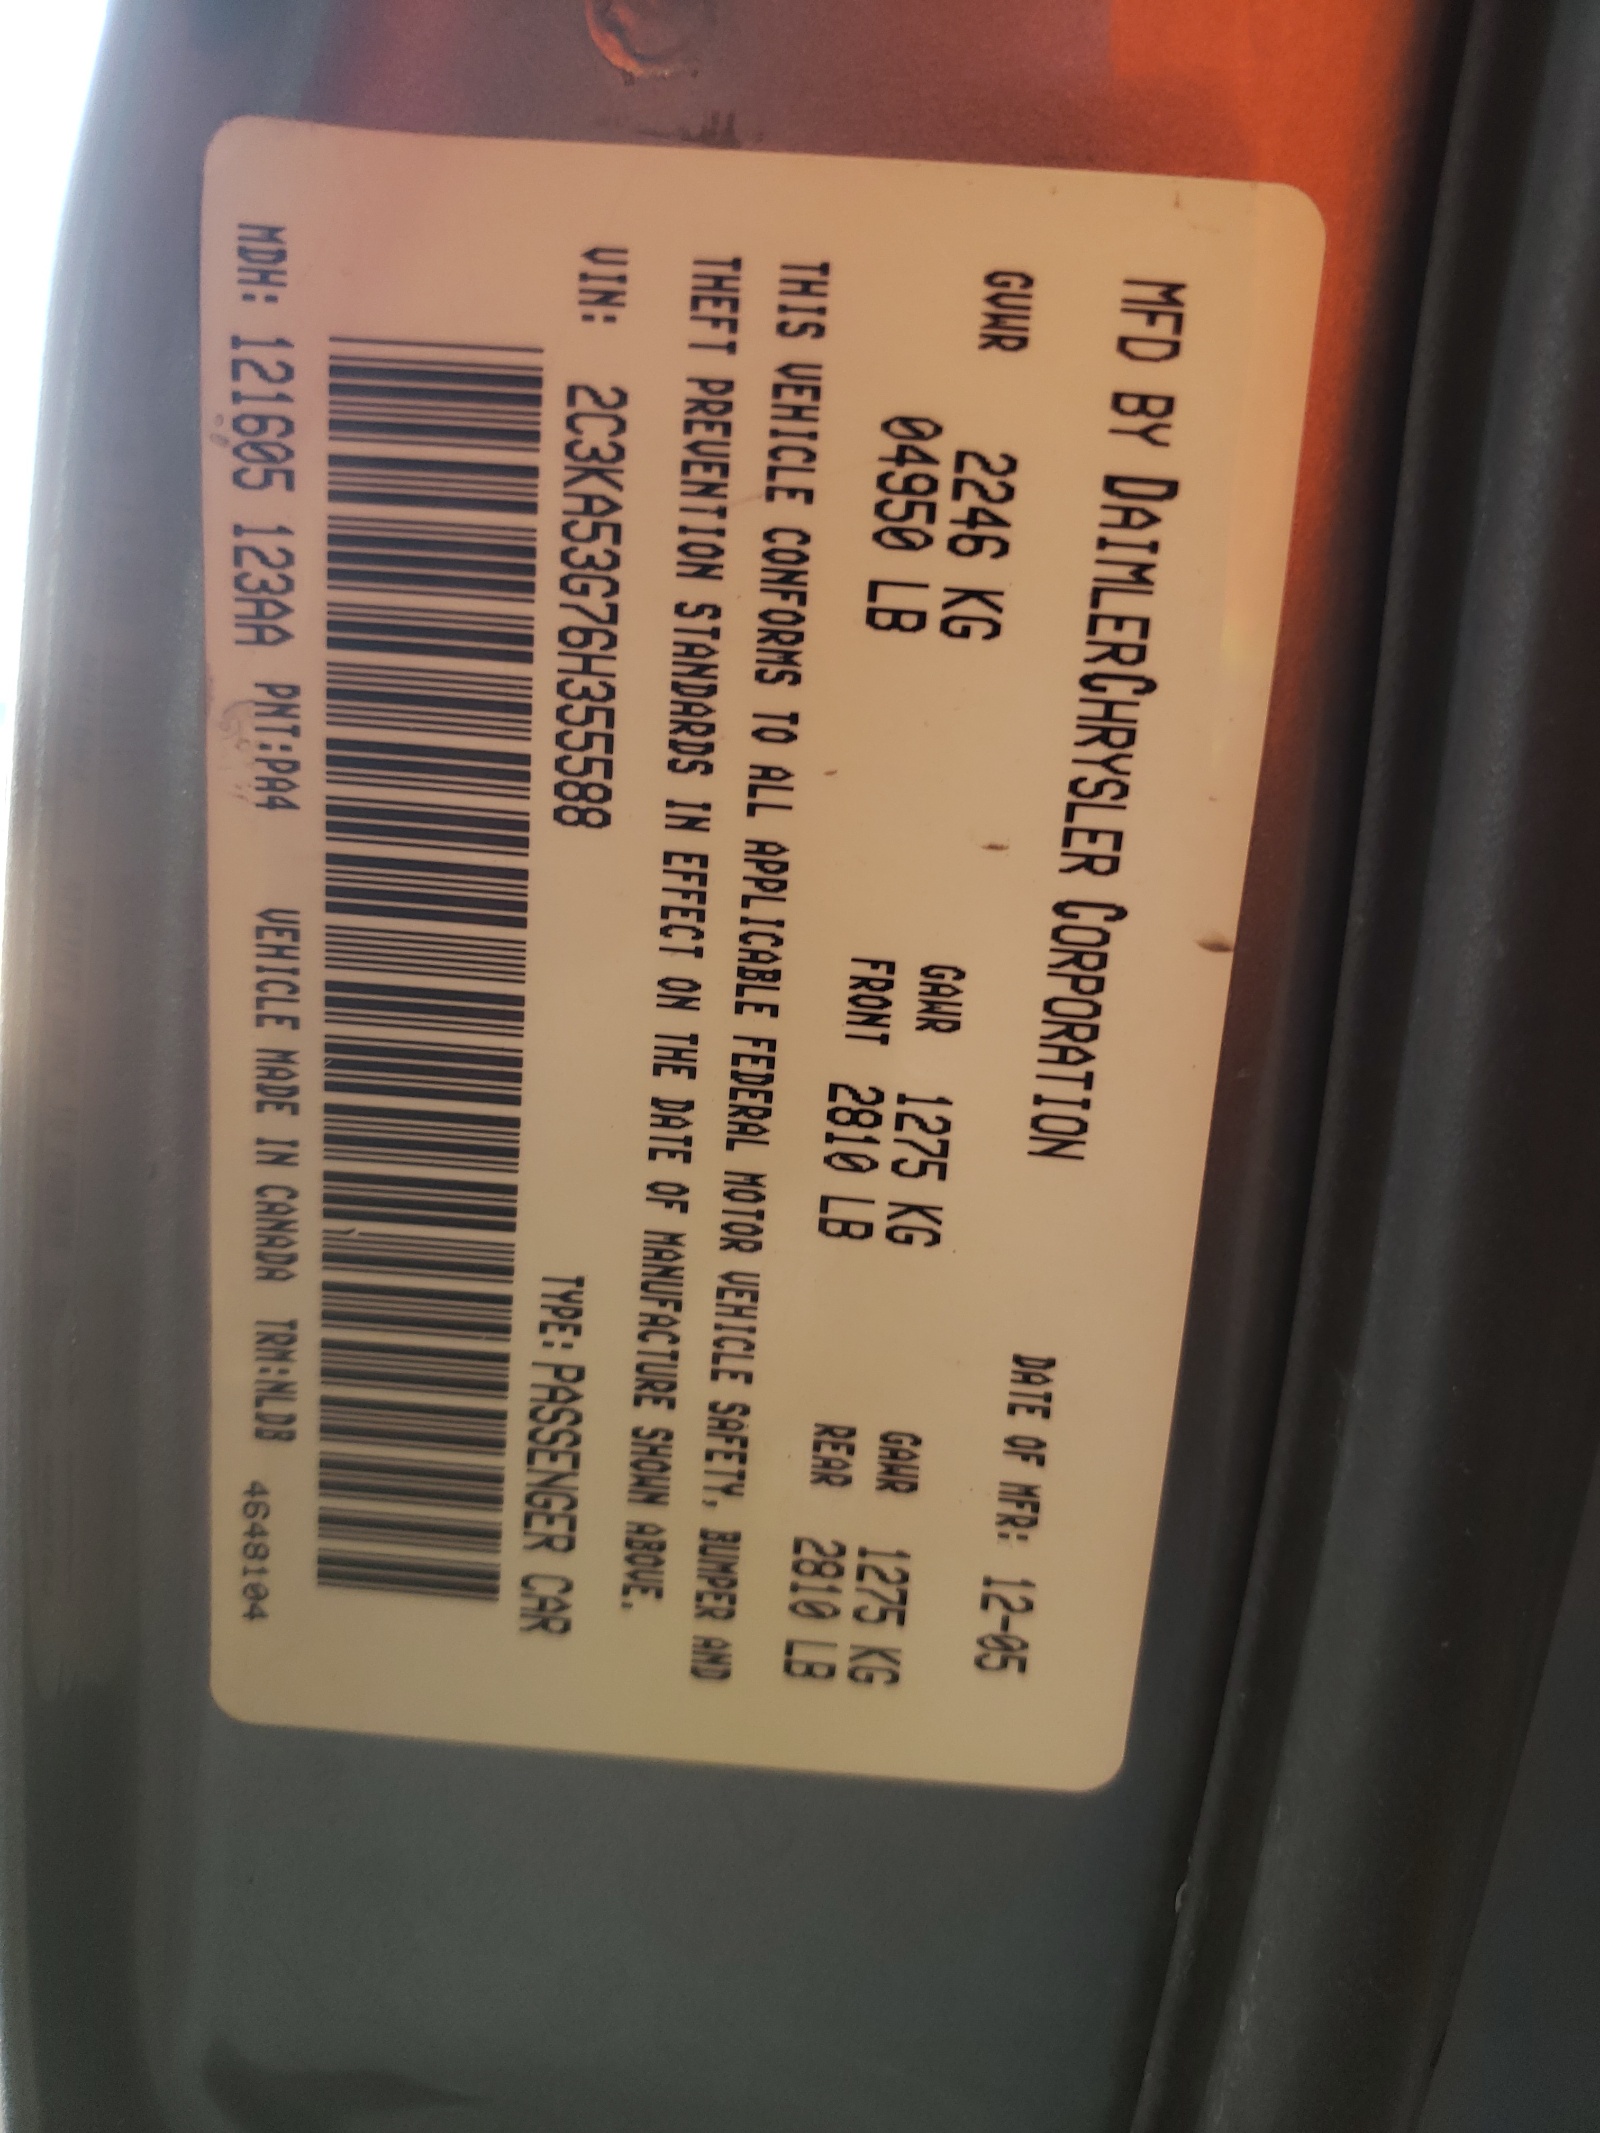 MFD BY DAIMLERCHRYSLER CORPORATION
DATE OF MFR: 12-05
GVWR 2246 KG
04950 LB
GAWR FRONT 1275 KG
2810 LB
GAWR REAR 1275 KG
2810 LB
THIS VEHICLE CONFORMS TO ALL APPLICABLE FEDERAL MOTOR VEHICLE SAFETY, BUMPER AND
THEFT PREVENTION STANDARDS IN EFFECT ON THE DATE OF MANUFACTURE SHOWN ABOVE.
VIN: 2C3KA53G76H355588 TYPE: PASSENGER CAR
MDH: 121605 123AA PNT:PA4 VEHICLE MADE IN CANADA TRM:NLDB 4648104